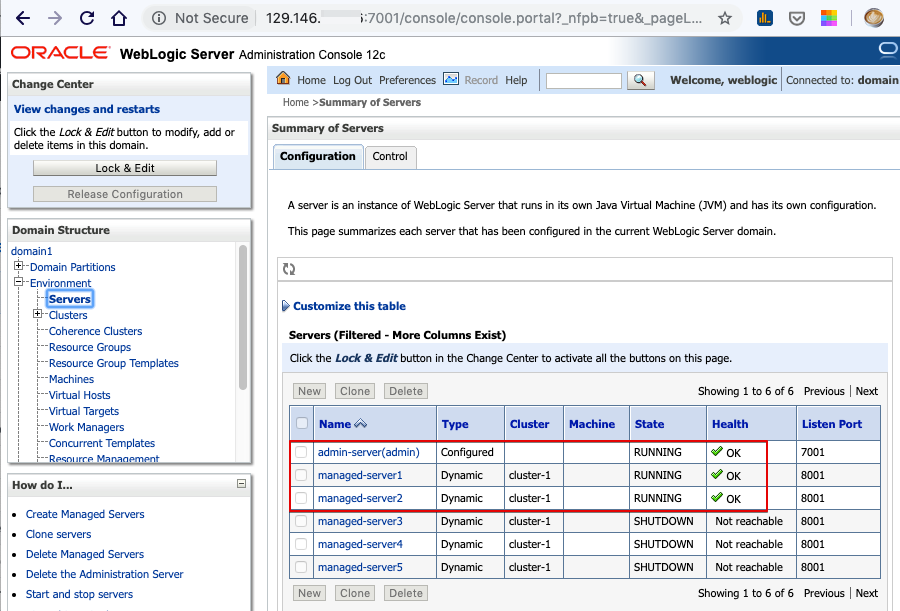 Not Secure 129.146. :7001/console/console.portal?_nfpb=true&_pageL...
ORACLE® WebLogic Server Administration Console 12c
Change Center
View changes and restarts
Click the Lock & Edit button to modify, add or
delete items in this domain.
Lock & Edit
Release Configuration
Domain Structure
domain1
Domain Partitions
Environment
Servers
Clusters
Coherence Clusters
Resource Groups
Resource Group Templates
Machines
Virtual Hosts
Virtual Targets
Work Managers
Concurrent Templates
Resource Management
How do I...
Create Managed Servers
Clone servers
Delete Managed Servers
Delete the Administration Server
Start and stop servers
Home Log Out Preferences Record Help
Welcome, weblogic Connected to: domain
Home >Summary of Servers
Summary of Servers
Configuration Control
A server is an instance of WebLogic Server that runs in its own Java Virtual Machine (JVM) and has its own configuration.
This page summarizes each server that has been configured in the current WebLogic Server domain.
Customize this table
Servers (Filtered - More Columns Exist)
Click the Lock & Edit button in the Change Center to activate all the buttons on this page.
New Clone Delete Showing 1 to 6 of 6 Previous | Next
Name Type Cluster Machine State Health Listen Port
admin-server(admin) Configured RUNNING OK 7001
managed-server1 Dynamic cluster-1 RUNNING OK 8001
managed-server2 Dynamic cluster-1 RUNNING OK 8001
managed-server3 Dynamic cluster-1 SHUTDOWN Not reachable 8001
managed-server4 Dynamic cluster-1 SHUTDOWN Not reachable 8001
managed-server5 Dynamic cluster-1 SHUTDOWN Not reachable 8001
New Clone Delete Showing 1 to 6 of 6 Previous | Next